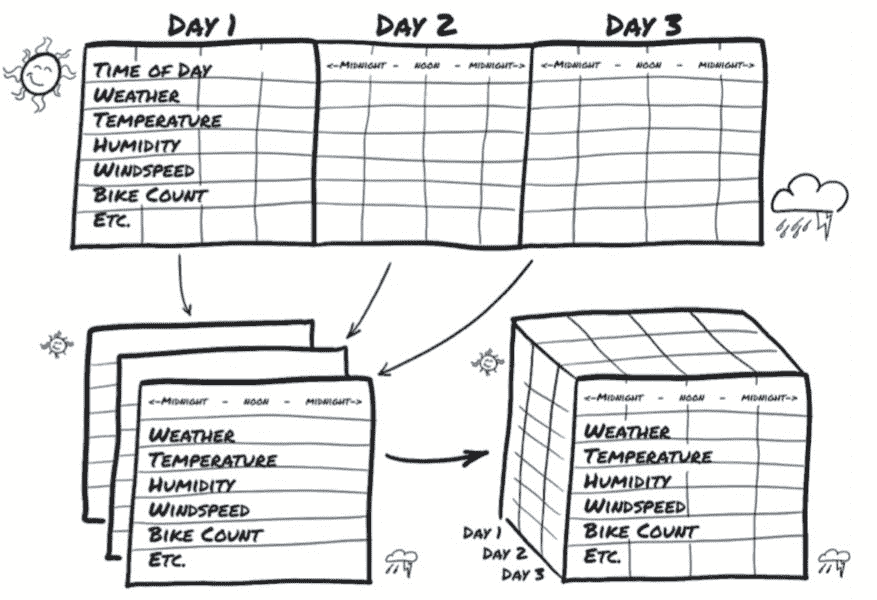 DAY 1 DAY 2 DAY 3
TIME OF DAY <-MIDNIGHT - NOON - MIDNIGHT-> <-MIDNIGHT - NOON - MIDNIGHT->
WEATHER
TEMPERATURE
HUMIDITY
WINDSPEED
BIKE COUNT
ETC.
<-MIDNIGHT - NOON - MIDNIGHT->
WEATHER
TEMPERATURE
HUMIDITY
WINDSPEED
BIKE COUNT
ETC.
<-MIDNIGHT - NOON - MIDNIGHT->
WEATHER
TEMPERATURE
HUMIDITY
WINDSPEED
BIKE COUNT
ETC.
DAY 1
DAY 2
DAY 3